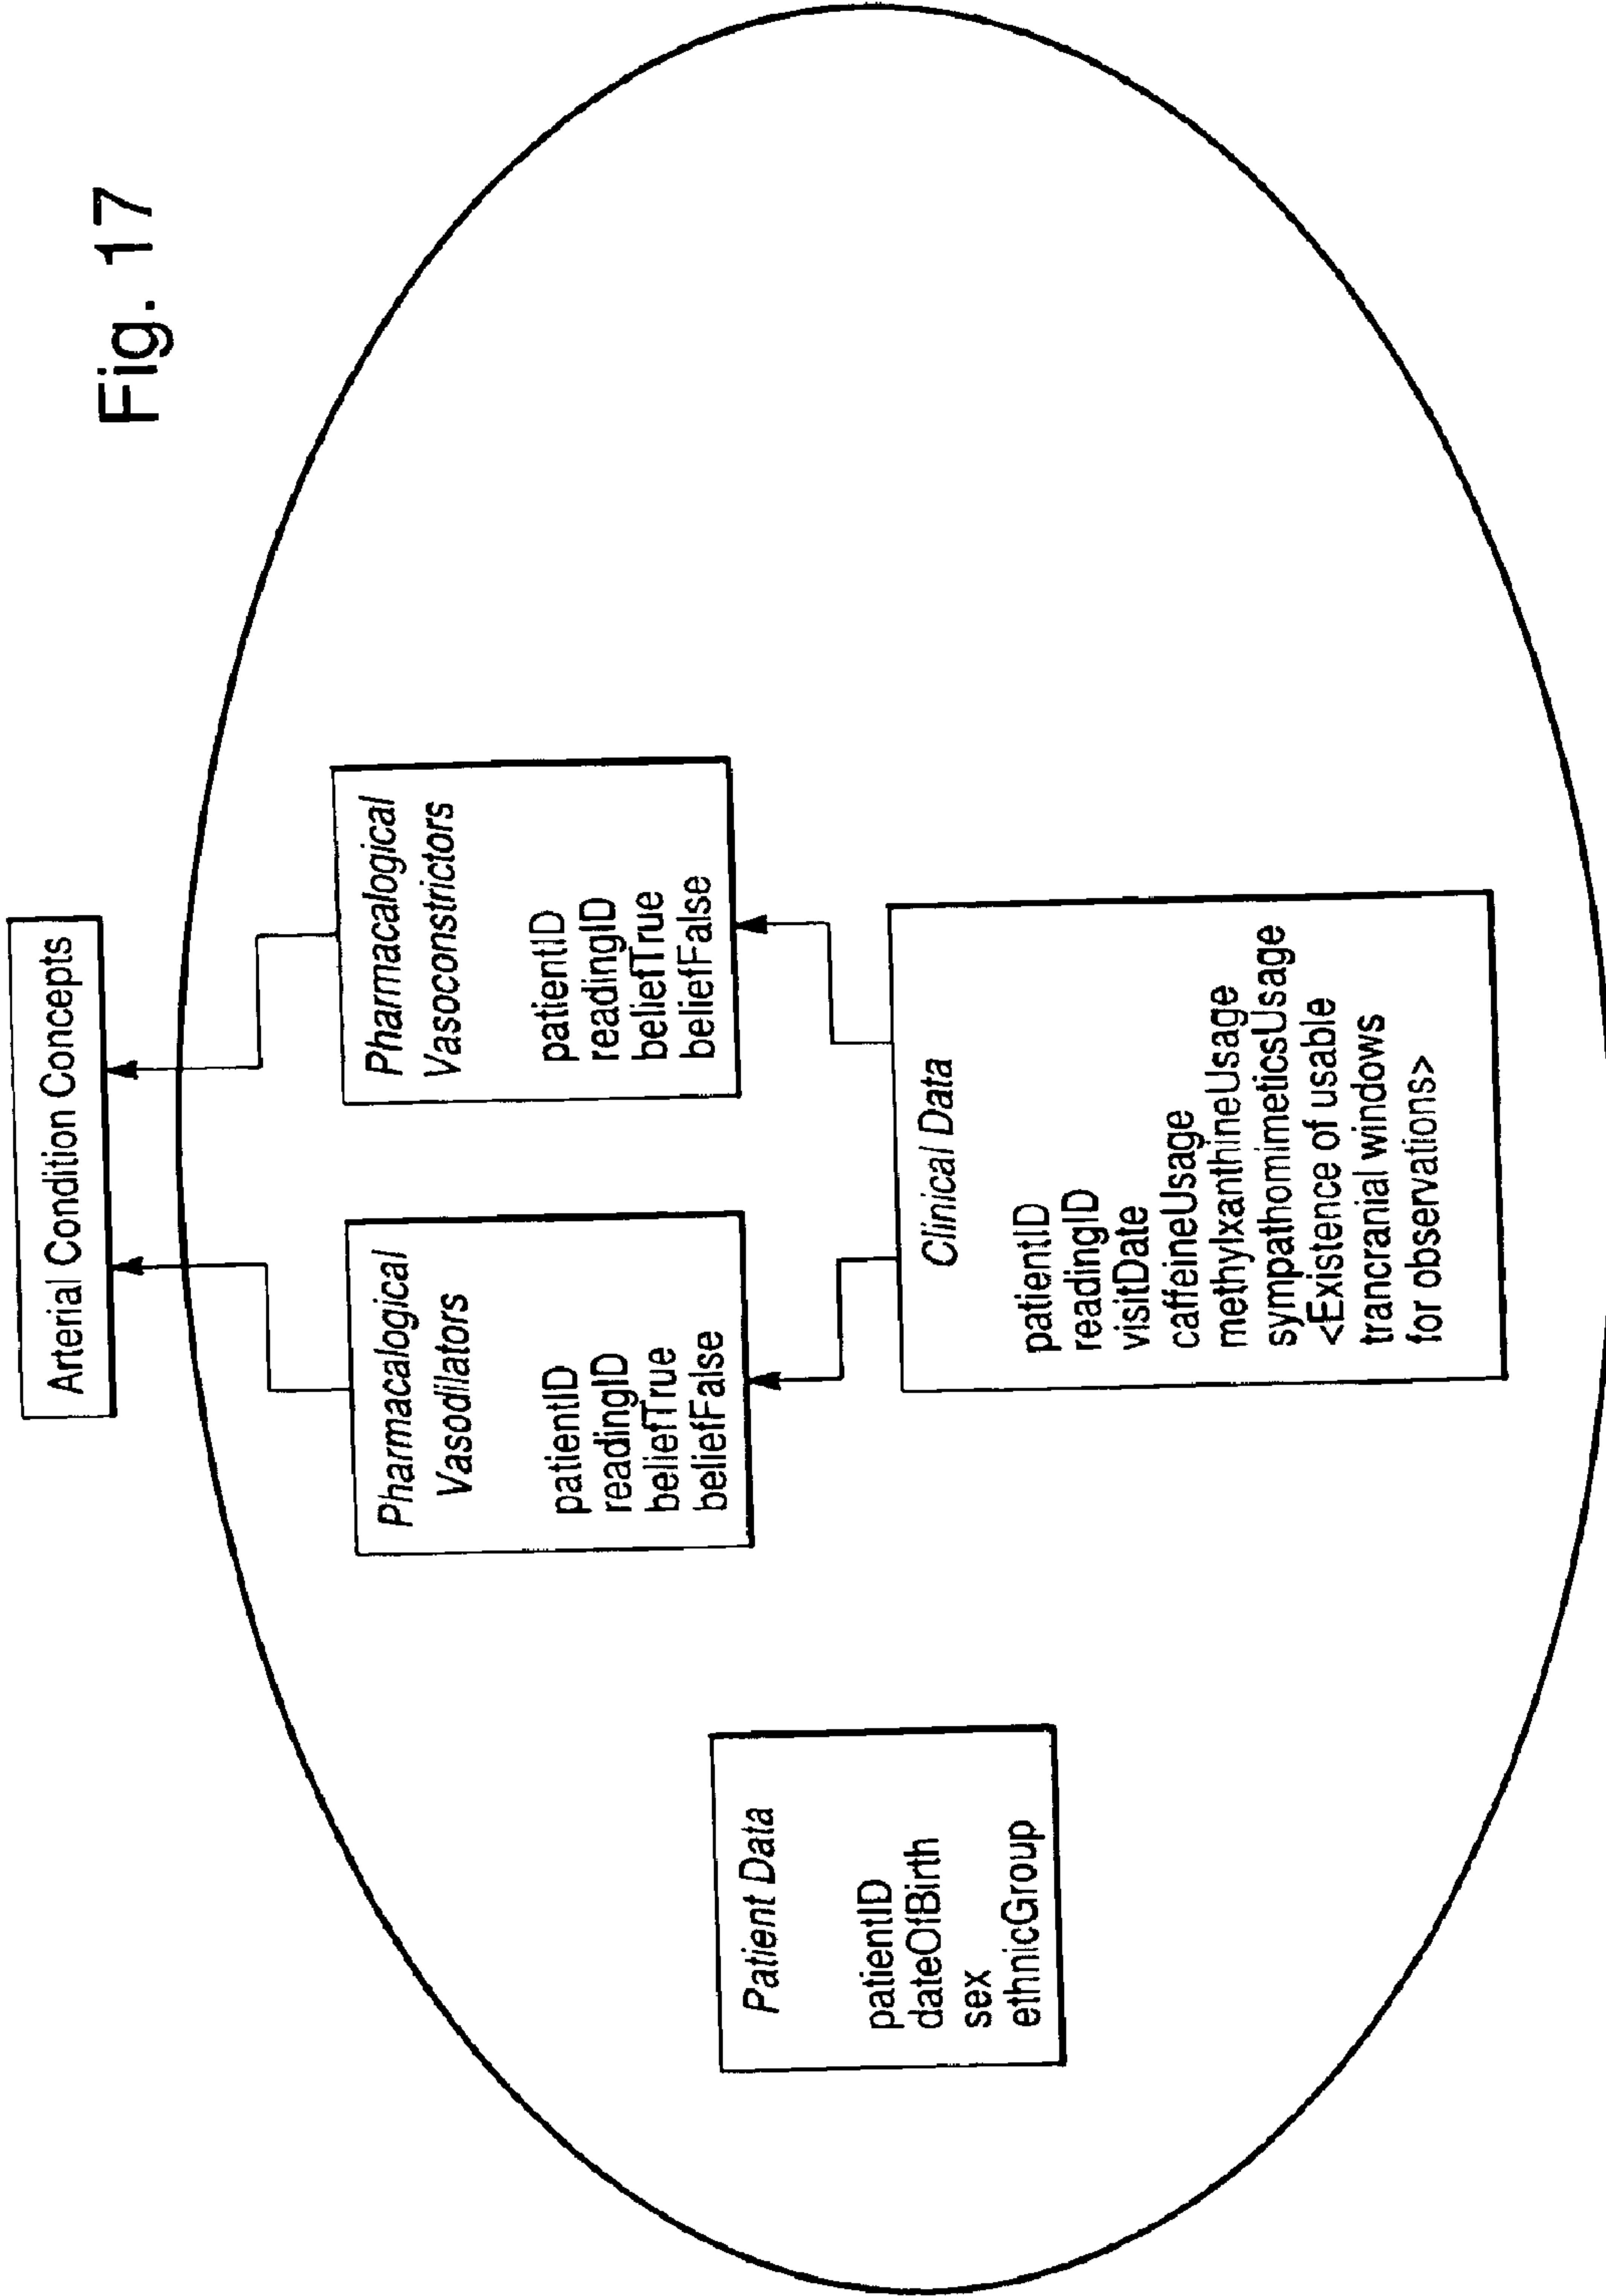 Fig. 17
Arterial Condition Concepts
Pharmacalogical
Vasodilators
patientID
readingID
beliefTrue
beliefFalse
Pharmacalogical
Vasoconstrictors
patientID
readingID
beliefTrue
beliefFalse
Patient Data
patientID
dateOfBirth
sex
ethnicGroup
Clinical Data
patientID
readingID
visitDate
caffeineUsage
methylxanthineUsage
sympathomimeticsUsage
<Existence of usable
trancranial windows
for observations>